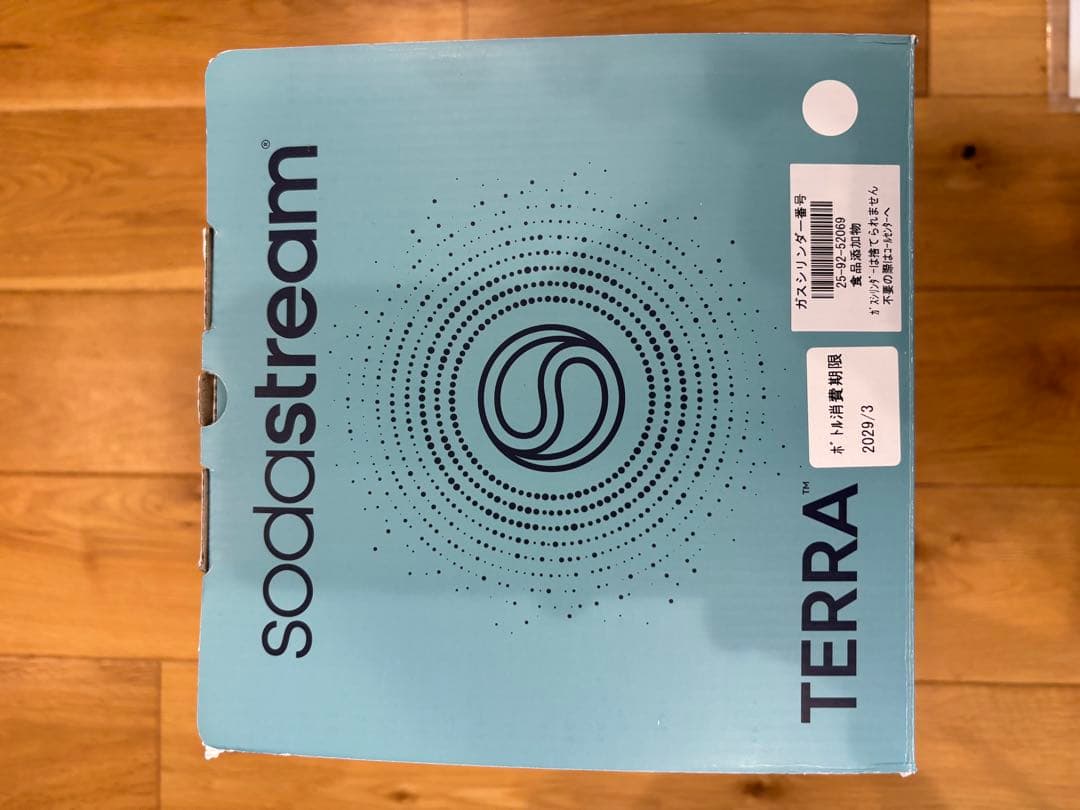 sodastream®
TERRA™
ボトル消費期限
2029/3
ガスシリンダー番号
25-92-52069
食品添加物
ガスシリンダーは捨てられません
不要の際はコールセンターへ